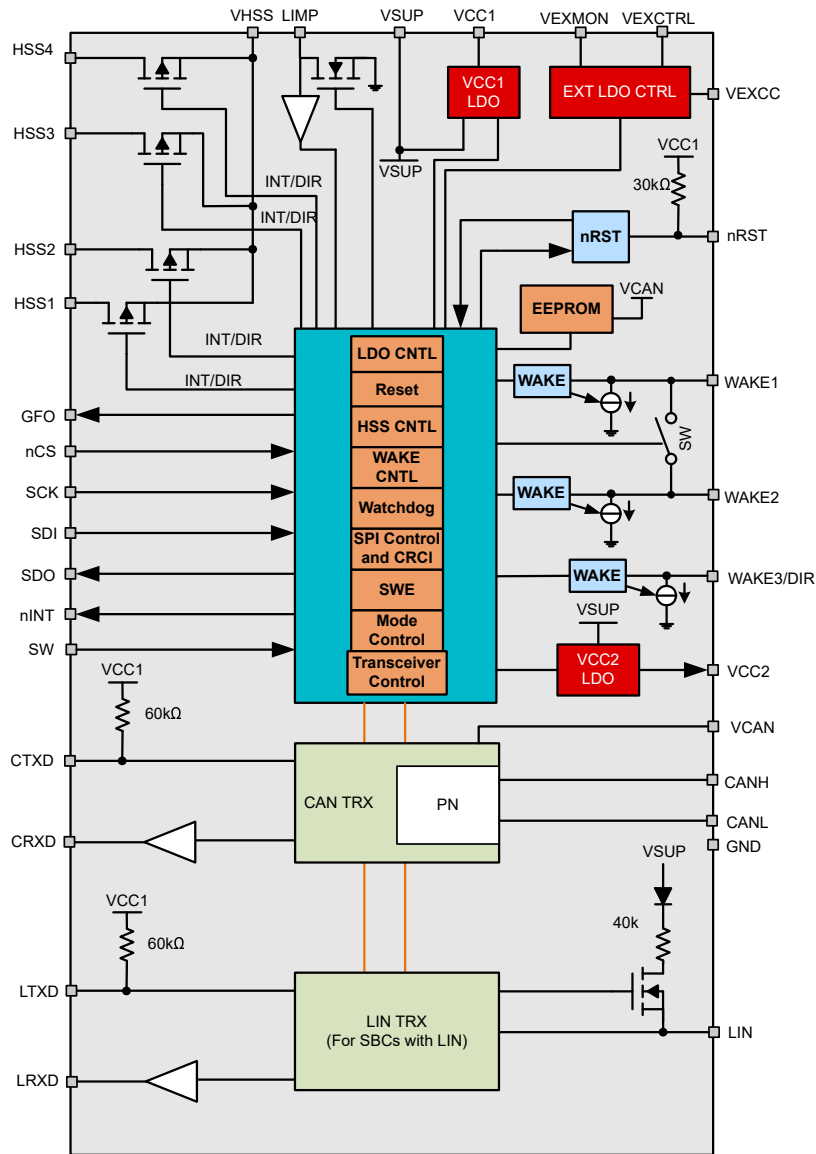 VHSS LIMP VSUP VCC1 VEXMON VEXCTRL
HSS4
VCC1
LDO
EXT LDO CTRL
VEXCC
HSS3
VCC1
VSUP
INT/DIR
30kΩ
INT/DIR
nRST
nRST
HSS2
VCAN
EEPROM
HSS1
INT/DIR
LDO CNTL
INT/DIR
WAKE
WAKE1
Reset
GFO
HSS CNTL
SW
nCS
WAKE
CNTL
WAKE
WAKE2
SCK
Watchdog
SDI
SPI Control
and CRCI
SDO
WAKE
WAKE3/DIR
SWE
nINT
VSUP
Mode
Control
SW
VCC2
LDO
VCC2
Transceiver
Control
VCC1
60kΩ
VCAN
CTXD
CAN TRX
PN
CANH
CANL
CRXD
GND
VSUP
VCC1
40k
60kΩ
LTXD
LIN TRX
(For SBCs with LIN)
LIN
LRXD